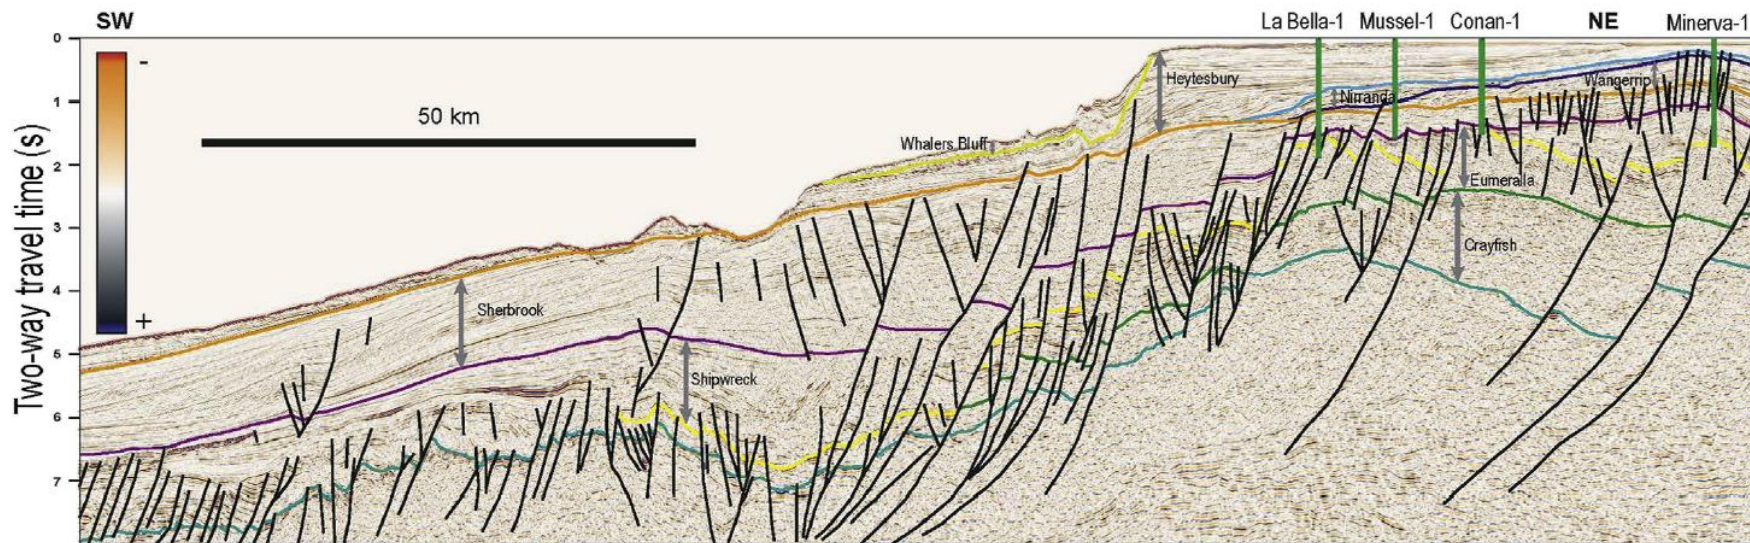 SW
La Bella-1
Mussel-1
Conan-1
NE
Minerva-1
Two-way travel time (s)
0
1
2
3
4
5
6
7
-
+
50 km
Heytesbury
Wangerrip
Nirranda
Whalers Bluff
Eumeralla
Crayfish
Sherbrook
Shipwreck